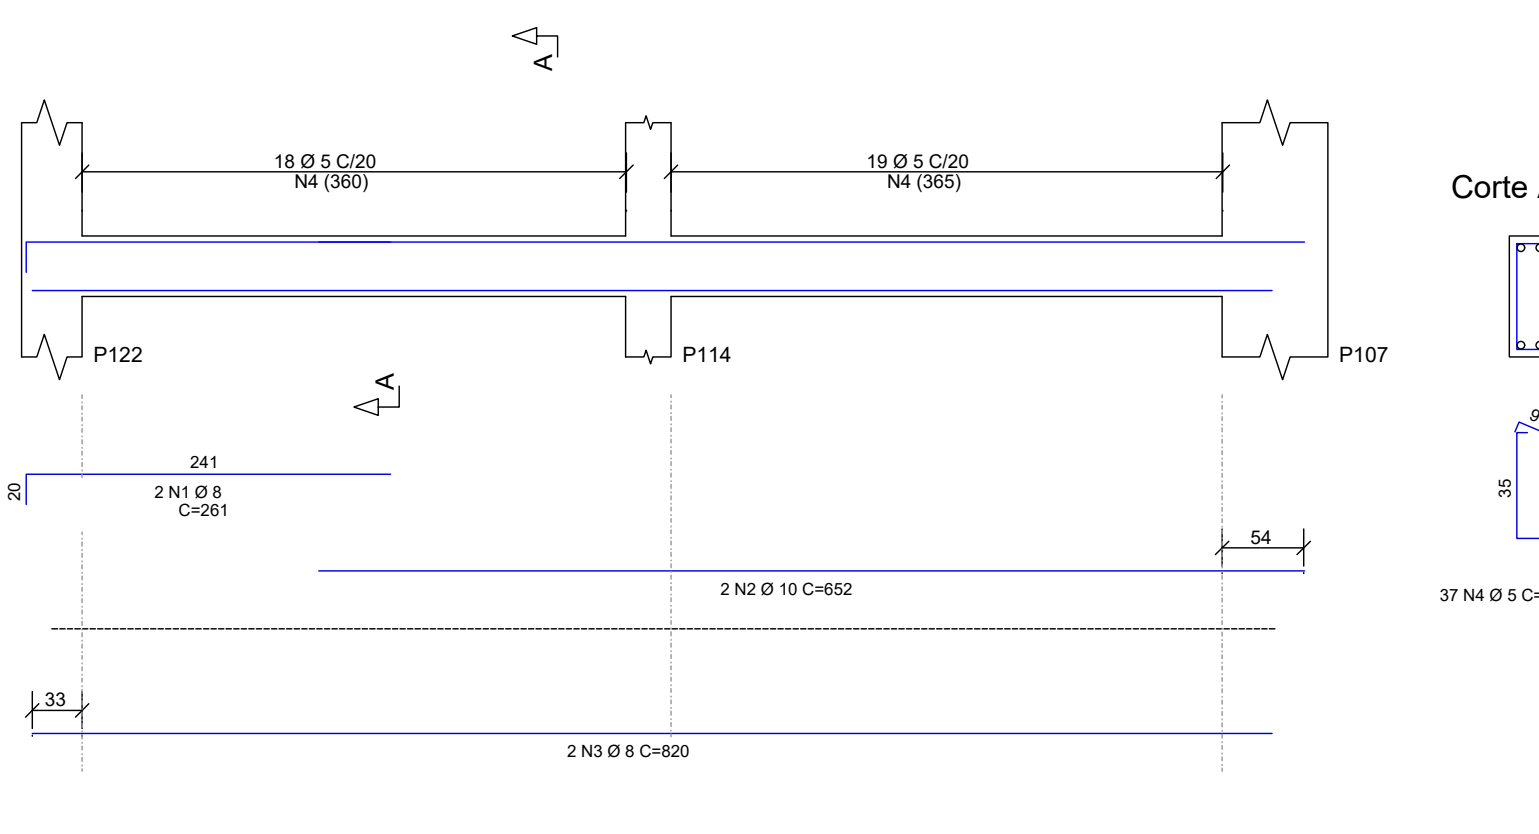 A
18 Ø 5 C/20
N4 (360)
19 Ø 5 C/20
N4 (365)
Corte
P122
P114
P107
A
241
20
2 N1 Ø 8
C=261
9
35
54
2 N2 Ø 10 C=652
37 N4 Ø 5 C=
33
2 N3 Ø 8 C=820